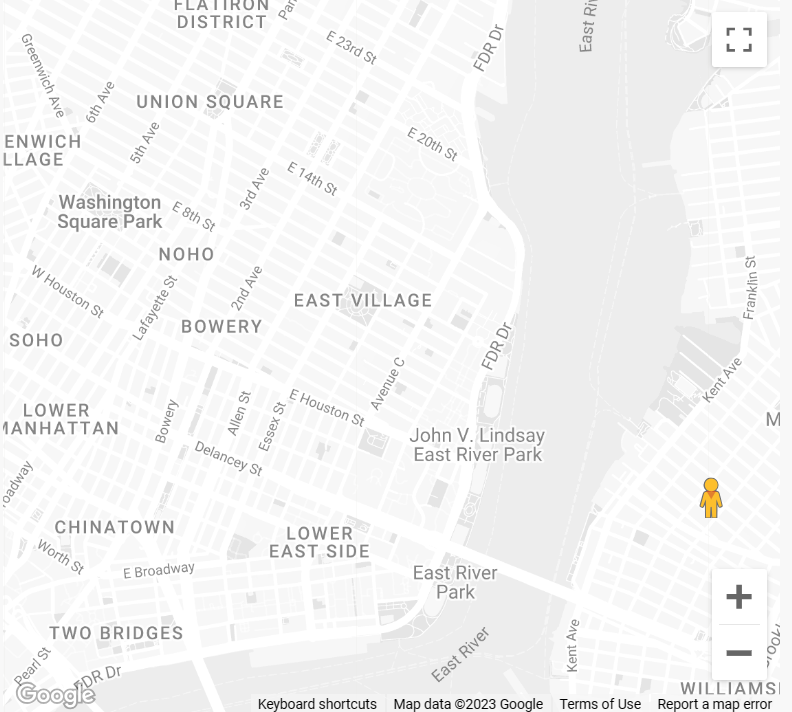 FLATIRON
DISTRICT
E 23rd St
FDR Dr
Greenwich Ave
6th Ave
UNION SQUARE
5th Ave
E 20th St
ENWICH
LLAGE
E 14th St
3rd Ave
Washington
Square Park
E 8th St
NOHO
W Houston St
Lafayette St
2nd Ave
EAST VILLAGE
Franklin St
BOWERY
SOHO
FDR Dr
Avenue C
Kent Ave
LOWER
MANHATTAN
Bowery
Allen St
Essex St
E Houston St
John V. Lindsay
East River Park
Delancey St
roadway
CHINATOWN
LOWER
EAST SIDE
Worth St
E Broadway
East River
Park
TWO BRIDGES
Kent Ave
East River
Pearl St
FDR Dr
WILLIAMS
Google
Keyboard shortcuts
Map data ©2023 Google
Terms of Use
Report a map error